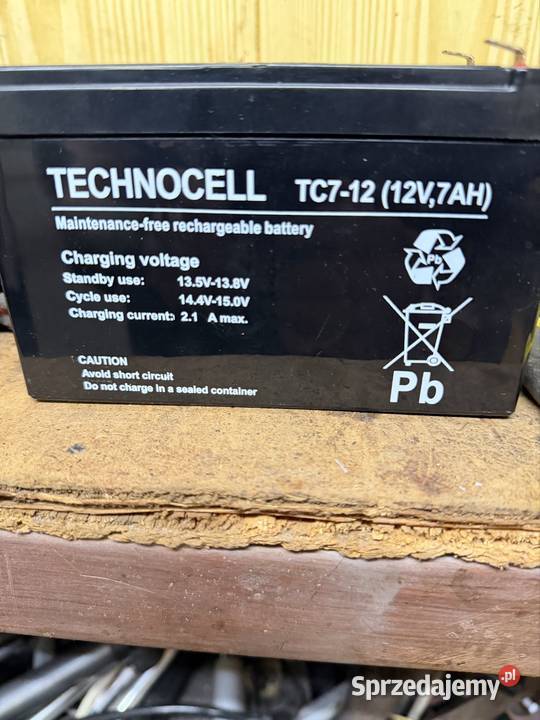 TECHNOCELL TC7-12 (12V,7AH)
Maintenance-free rechargeable battery
Charging voltage
Standby use: 13.5V-13.8V
Cycle use: 14.4V-15.0V
Charging current: 2.1 A max.
Pb
CAUTION
Avoid short circuit
Do not charge in a sealed container
Pb
Sprzedajemy.pl